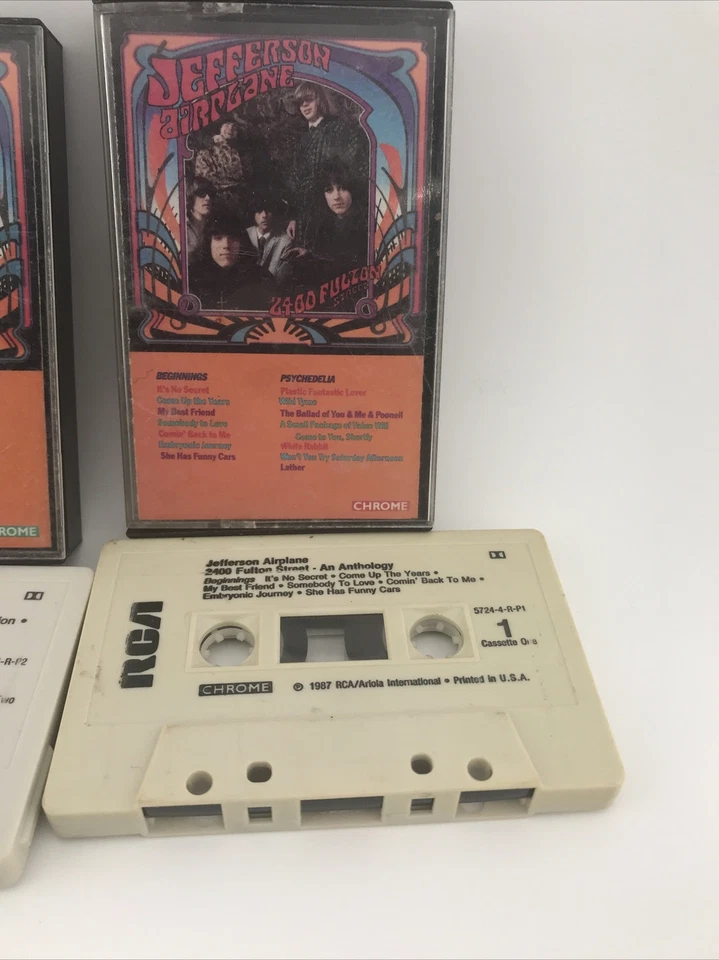 JEFFERSON
AIRPLANE
2400 FULTON
STREET
BEGINNINGS
It's No Secret
Come Up the Years
My Best Friend
Somebody to Love
Comin' Back to Me
Embryonic Journey
She Has Funny Cars
PSYCHEDELIA
Plastic Fantastic Lover
Wild Tyme
The Ballad of You & Me & Pooneil
A Small Package of Value Will
Come to You, Shortly
White Rabbit
Won't You Try Saturday Afternoon
Lather
CHROME
ROME
Jefferson Airplane
2400 Fulton Street - An Anthology
Beginnings It's No Secret • Come Up The Years •
My Best Friend • Somebody To Love • Comin' Back To Me •
Embryonic Journey • She Has Funny Cars
5724-4-R-P1
1
Cassette One
RCA
CHROME
℗ 1987 RCA/Ariola International • Printed in U.S.A.
ion •
-R-P2
wo